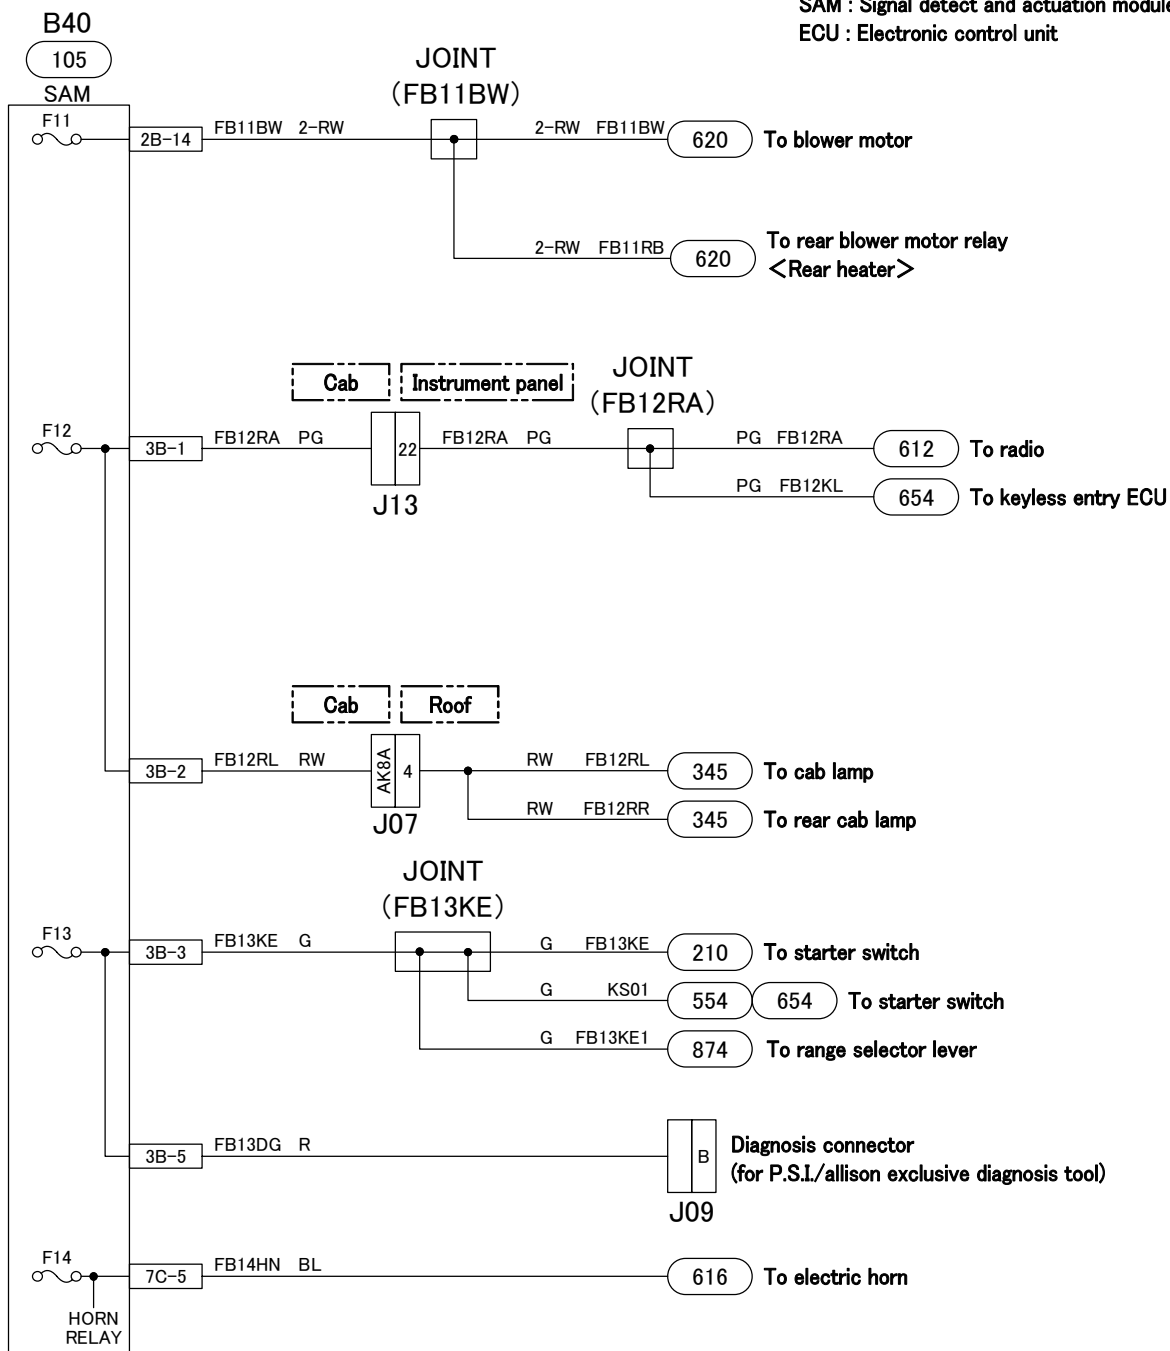 SAM : Signal detect and actuation module
ECU : Electronic control unit
B40
105
SAM
JOINT
(FB11BW)
F11
2B-14
FB11BW 2-RW
2-RW FB11BW
620
To blower motor
2-RW FB11RB
620
To rear blower motor relay
<Rear heater>
Cab
Instrument panel
JOINT
(FB12RA)
F12
3B-1
FB12RA PG
22
J13
FB12RA PG
PG FB12RA
612
To radio
PG FB12KL
654
To keyless entry ECU
Cab
Roof
3B-2
FB12RL RW
AK8A
4
J07
RW FB12RL
345
To cab lamp
RW FB12RR
345
To rear cab lamp
JOINT
(FB13KE)
F13
3B-3
FB13KE G
G FB13KE
210
To starter switch
G KS01
554
654
To starter switch
G FB13KE1
874
To range selector lever
3B-5
FB13DG R
B
J09
Diagnosis connector
(for P.S.I./allison exclusive diagnosis tool)
F14
7C-5
FB14HN BL
616
To electric horn
HORN
RELAY